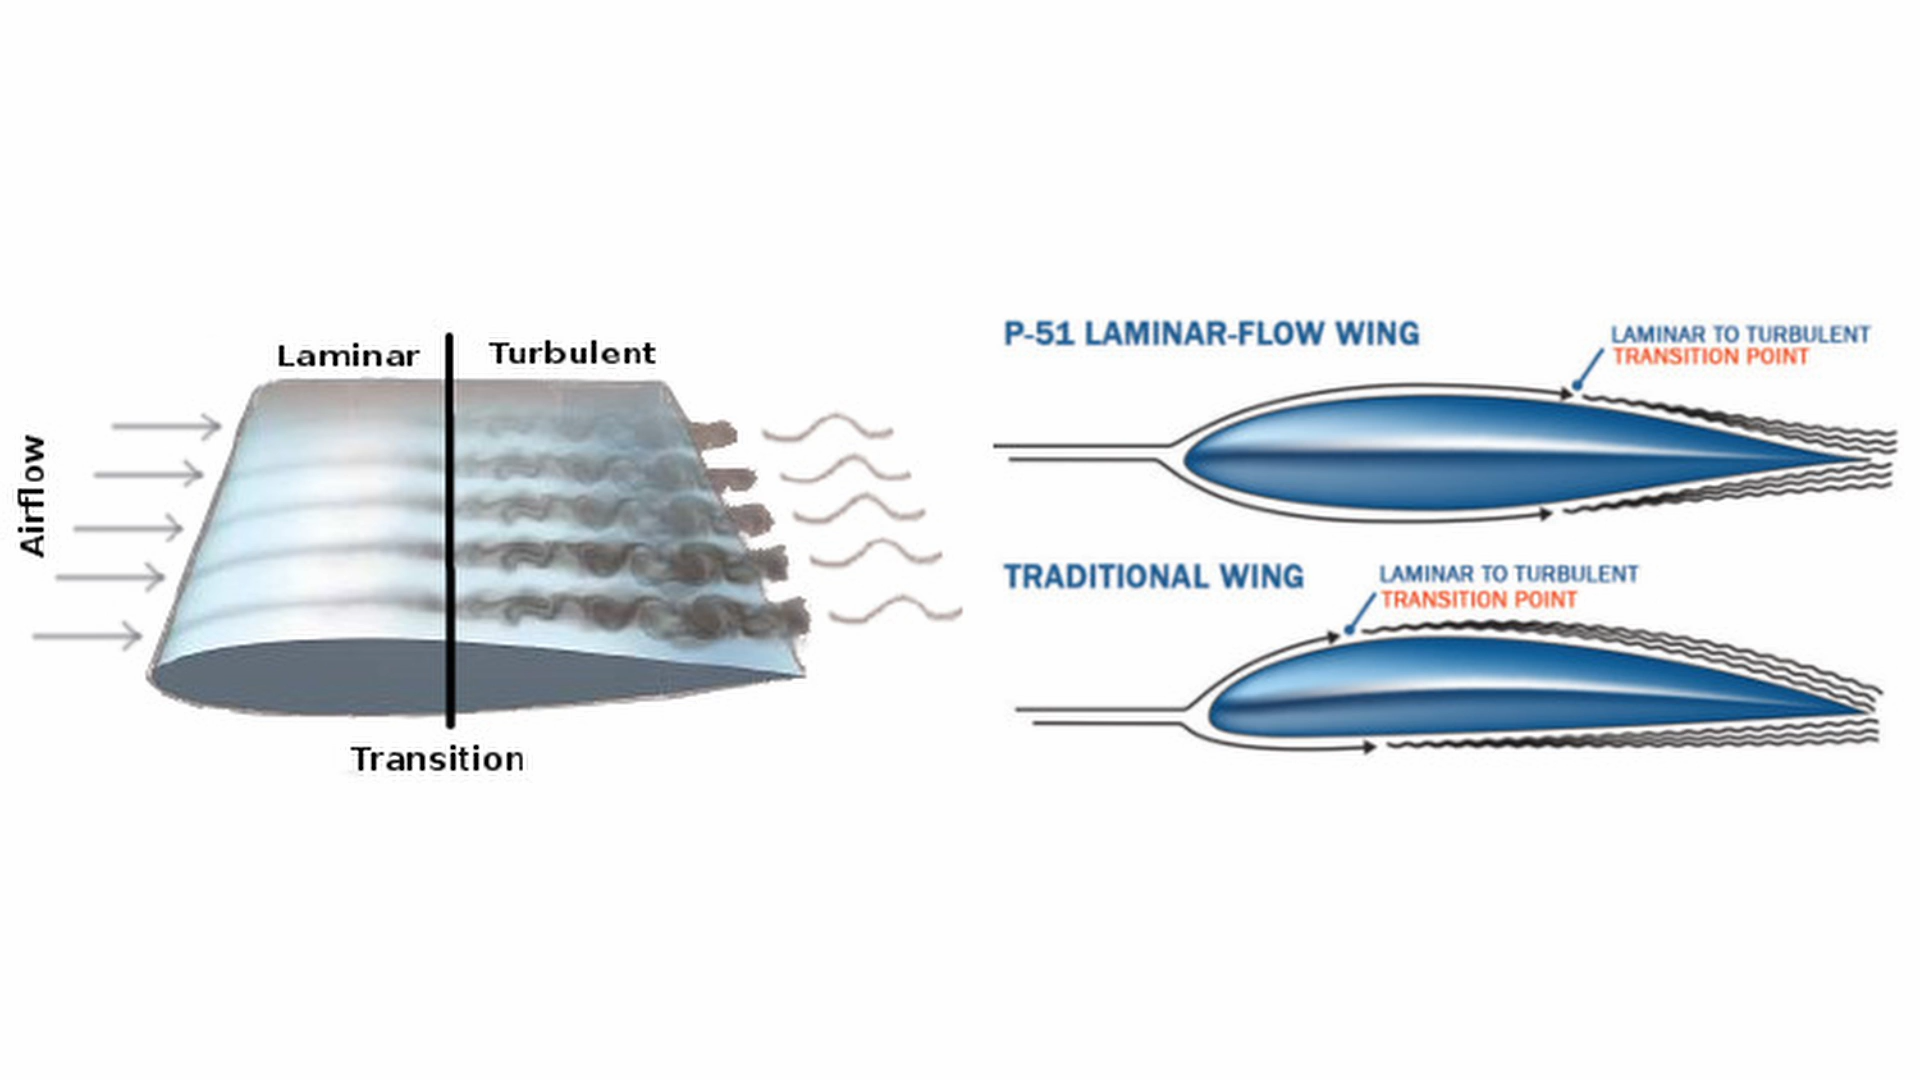 Airflow
Laminar
Turbulent
Transition
P-51 LAMINAR-FLOW WING
LAMINAR TO TURBULENT
TRANSITION POINT
TRADITIONAL WING
LAMINAR TO TURBULENT
TRANSITION POINT